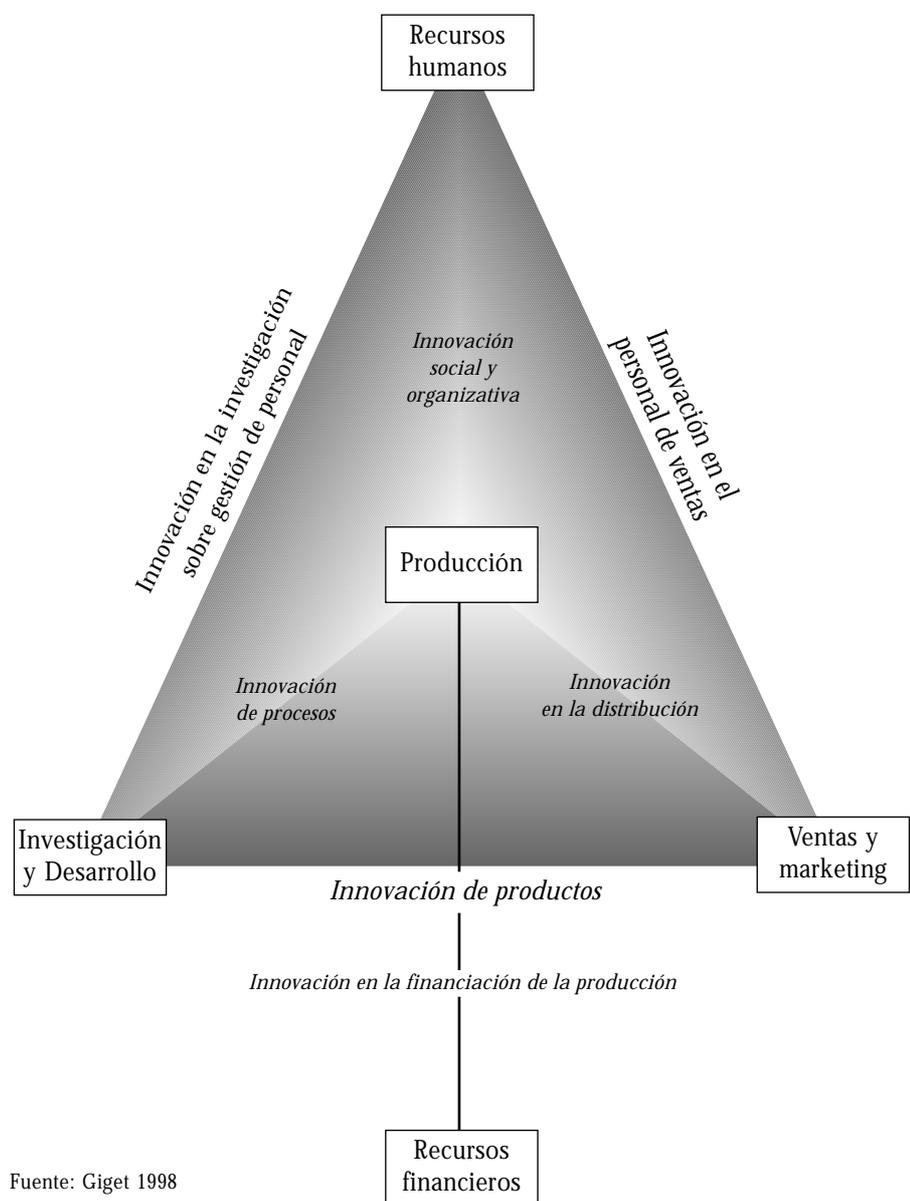 Recursos
humanos
Innovación en la investigación
sobre gestión de personal
Innovación
social y
organizativa
Innovación en el
personal de ventas
Producción
Innovación
de procesos
Innovación
en la distribución
Investigación
y Desarrollo
Ventas y
marketing
Innovación de productos
Innovación en la financiación de la producción
Recursos
financieros
Fuente: Giget 1998